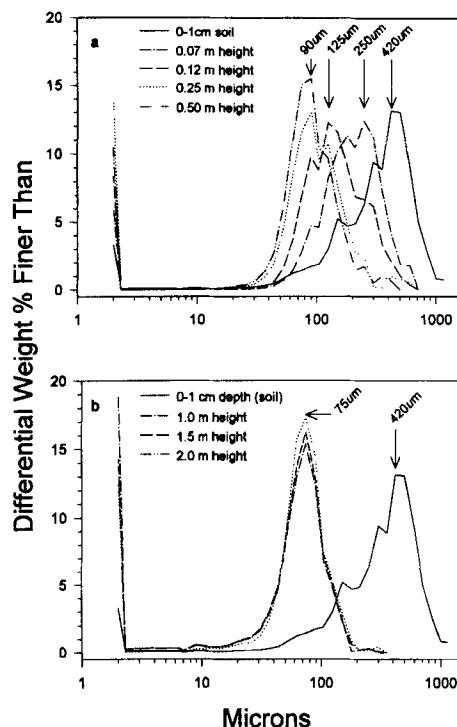 Differential Weight % Finer Than
a
0-1cm soil
0.07 m height
0.12 m height
0.25 m height
0.50 m height
90um
125um
250um
420um
20
15
10
5
0
1
10
100
1000
b
0-1 cm depth (soil)
1.0 m height
1.5 m height
2.0 m height
75um
420um
20
15
10
5
0
1
10
100
1000
Microns